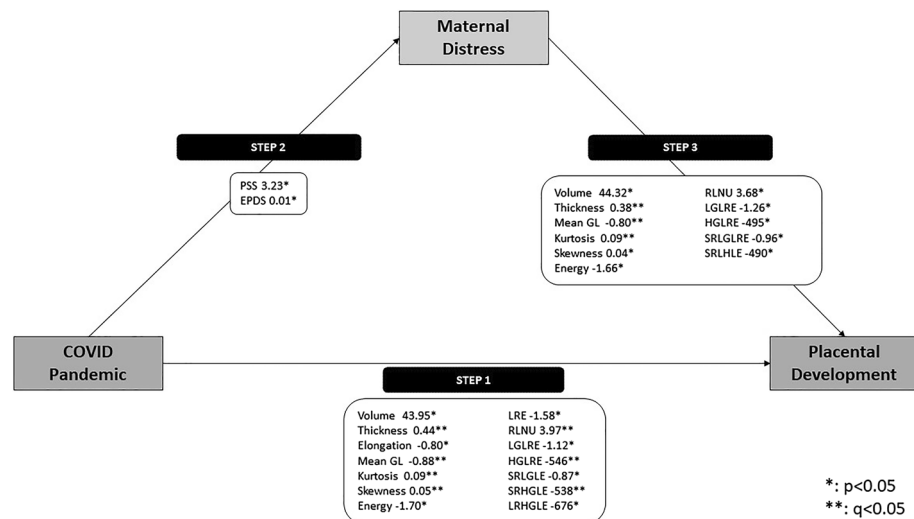 Maternal
Distress
STEP 2
PSS 3.23*
EPDS 0.01*
STEP 3
Volume 44.32*
Thickness 0.38**
Mean GL -0.80**
Kurtosis 0.09**
Skewness 0.04*
Energy -1.66*
RLNU 3.68*
LGLRE -1.26*
HGLRE -495*
SRLGLRE -0.96*
SRLHLE -490*
COVID
Pandemic
Placental
Development
STEP 1
Volume 43.95*
Thickness 0.44**
Elongation -0.80*
Mean GL -0.88**
Kurtosis 0.09**
Skewness 0.05**
Energy -1.70*
LRE -1.58*
RLNU 3.97**
LGLRE -1.12*
HGLRE -546**
SRLGLE -0.87*
SRHGLE -538**
LRHGLE -676*
*: p<0.05
**: q<0.05